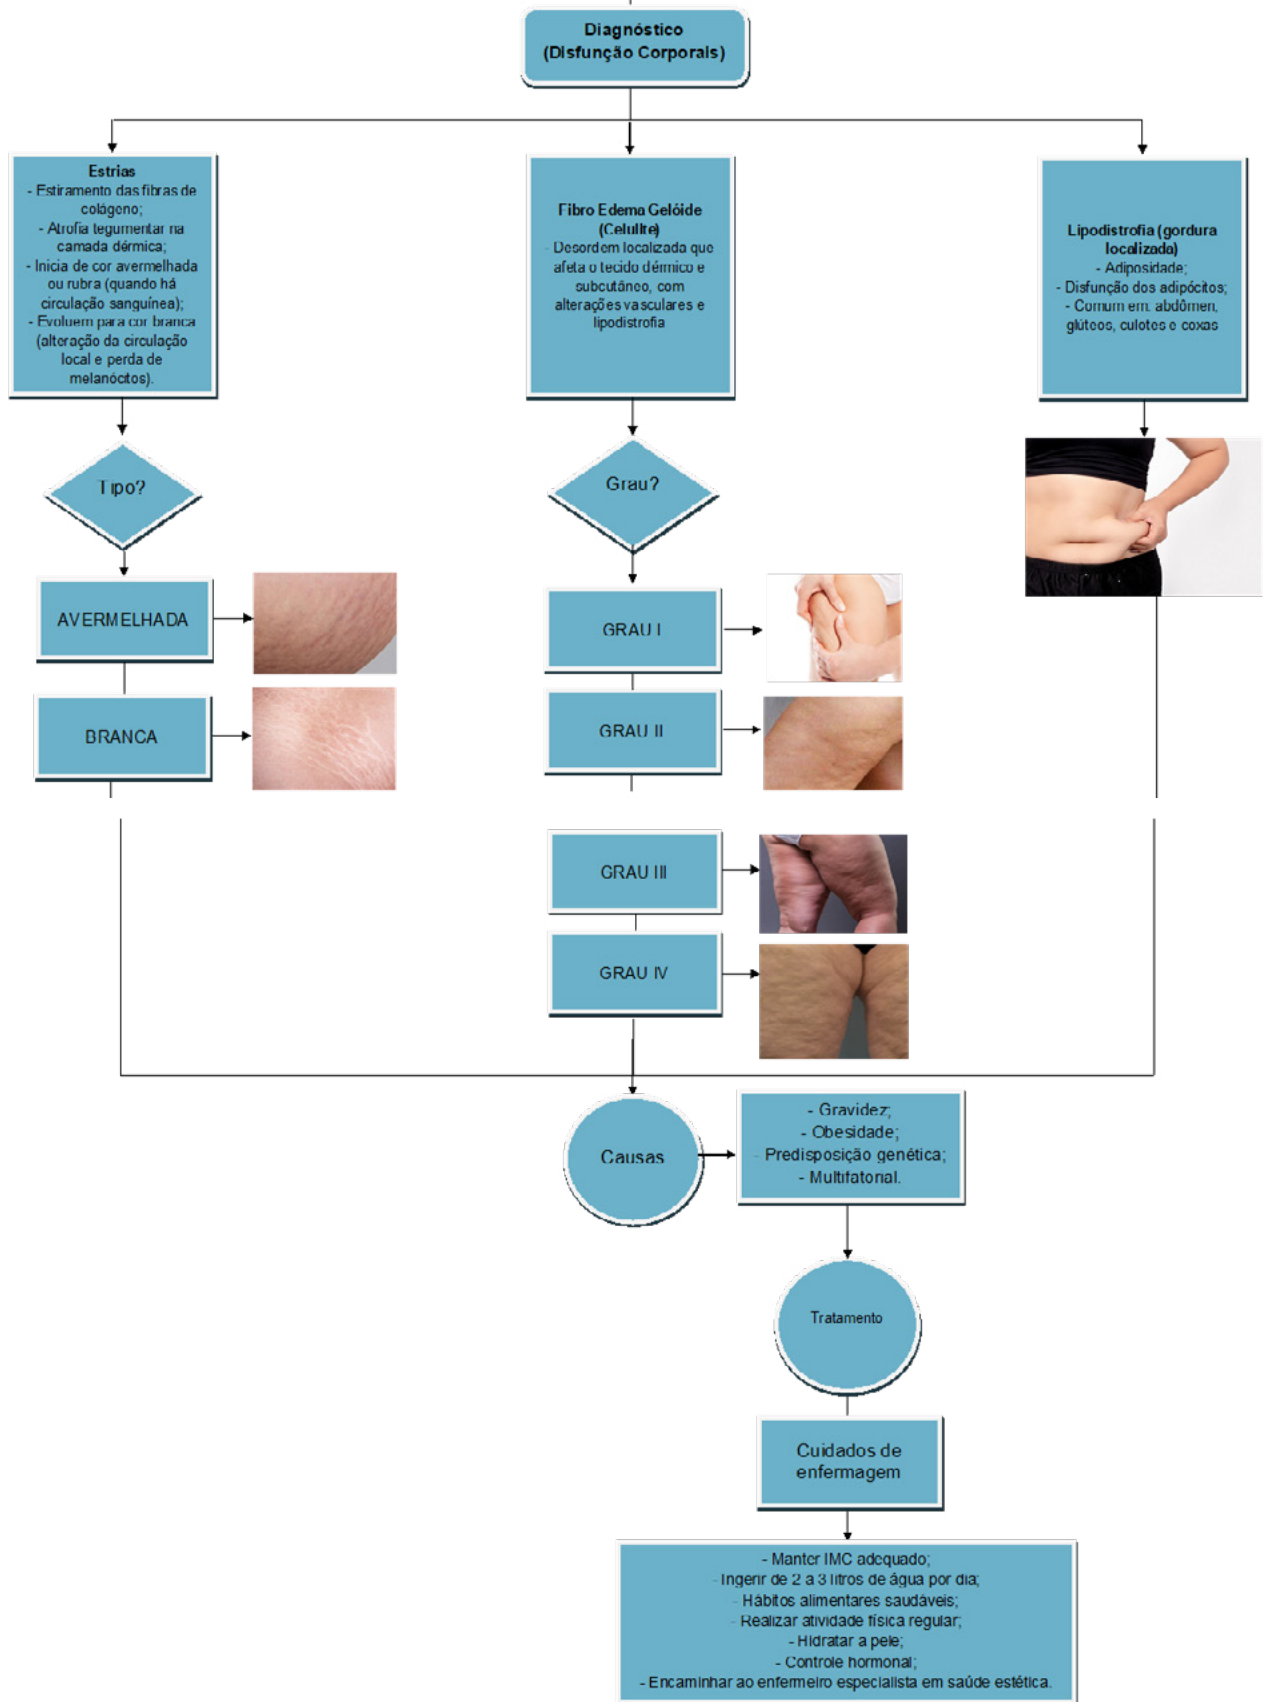 Diagnóstico
(Disfunção Corporais)
Estrias
- Estiramento das fibras de
colágeno;
- Atrofia tegumentar na
camada dérmica;
- Inicia de cor avermelhada
ou rubra (quando há
circulação sanguínea);
- Evoluem para cor branca
(alteração da circulação
local e perda de
melanócitos).
Fibro Edema Gelóide
(Celulite)
- Desordem localizada que
afeta o tecido dérmico e
subcutâneo, com
alterações vasculares e
lipodistrofia
Lipodistrofia (gordura
localizada)
- Adiposidade;
- Disfunção dos adipócitos;
- Comum em: abdômen,
glúteos, culotes e coxas
Tipo?
Grau?
AVERMELHADA
BRANCA
GRAU I
GRAU II
GRAU III
GRAU IV
Causas
- Gravidez;
- Obesidade;
- Predisposição genética;
- Multifatorial.
Tratamento
Cuidados de
enfermagem
- Manter IMC adequado;
- Ingerir de 2 a 3 litros de água por dia;
- Hábitos alimentares saudáveis;
- Realizar atividade física regular;
- Hidratar a pele;
- Controle hormonal;
- Encaminhar ao enfermeiro especialista em saúde estética.